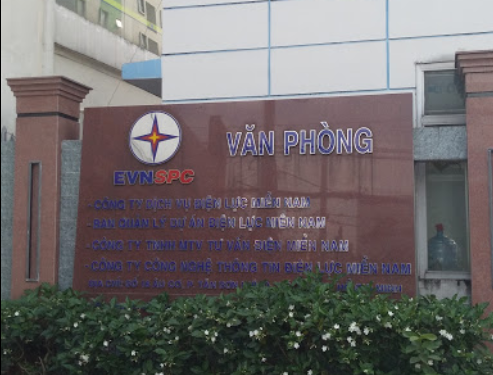 VĂN PHÒNG
EVNSPC
- CÔNG TY DỊCH VỤ ĐIỆN LỰC MIỀN NAM
- BAN QUẢN LÝ DỰ ÁN ĐIỆN LỰC MIỀN NAM
- CÔNG TY TNHH MTV TƯ VẤN ĐIỆN MIỀN NAM
- CÔNG TY CÔNG NGHỆ THÔNG TIN ĐIỆN LỰC MIỀN NAM